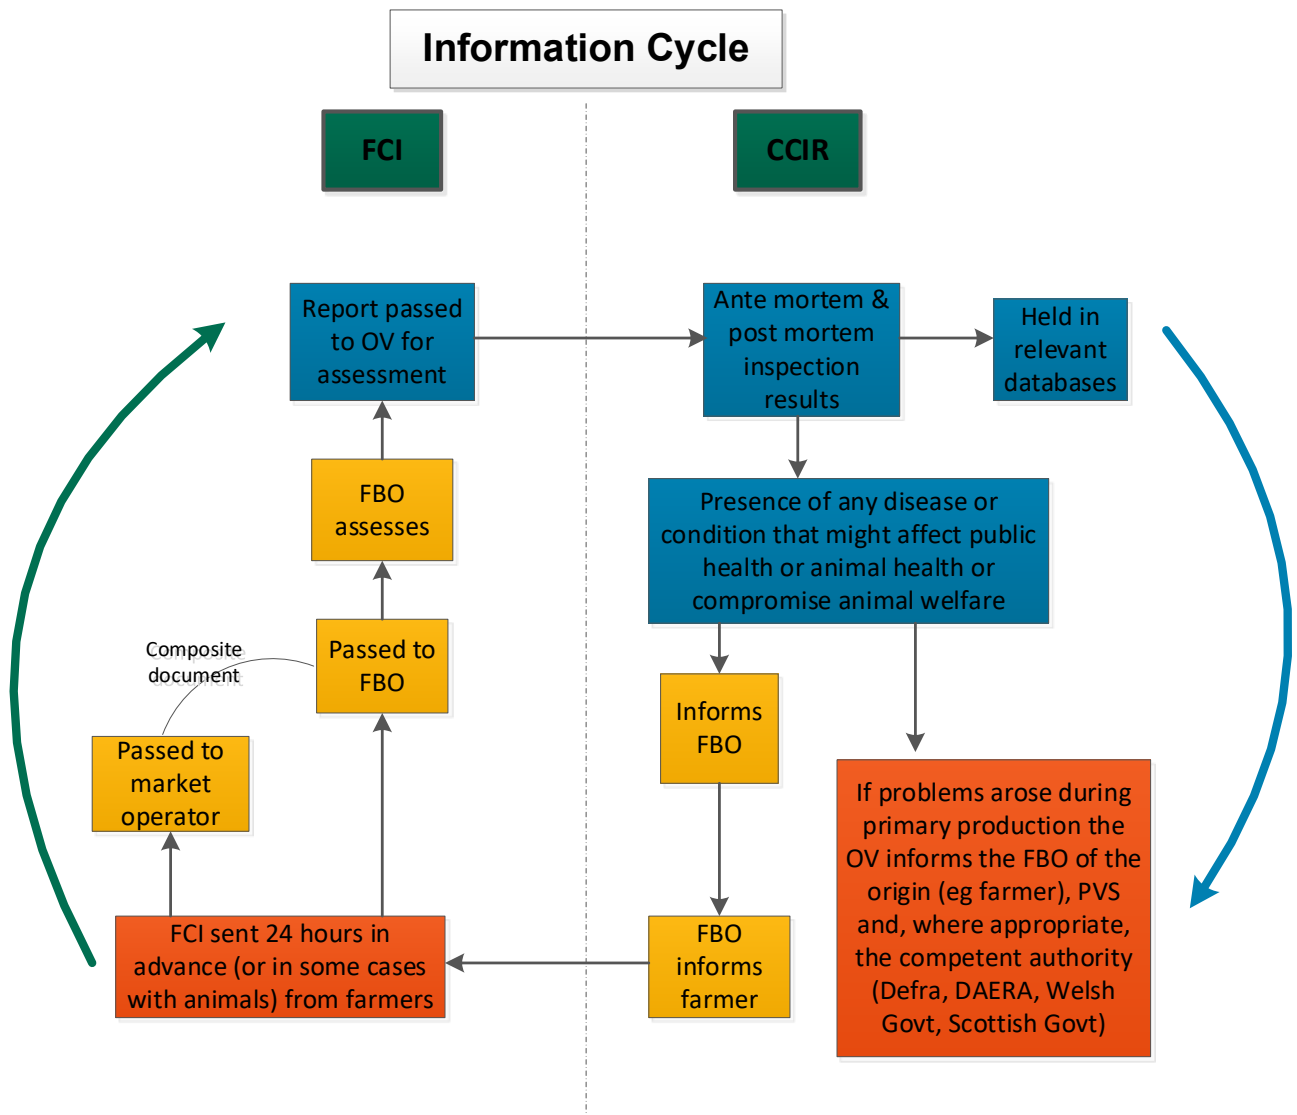 Information Cycle
FCI
CCIR
Report passed
to OV for
assessment
Ante mortem &
post mortem
inspection
results
Held in
relevant
databases
FBO
assesses
Presence of any disease or
condition that might affect public
health or animal health or
compromise animal welfare
Composite
document
Passed to
FBO
Passed to
market
operator
Informs
FBO
If problems arose during
primary production the
OV informs the FBO of the
origin (eg farmer), PVS
and, where appropriate,
the competent authority
(Defra, DAERA, Welsh
Govt, Scottish Govt)
FCI sent 24 hours in
advance (or in some cases
with animals) from farmers
FBO
informs
farmer